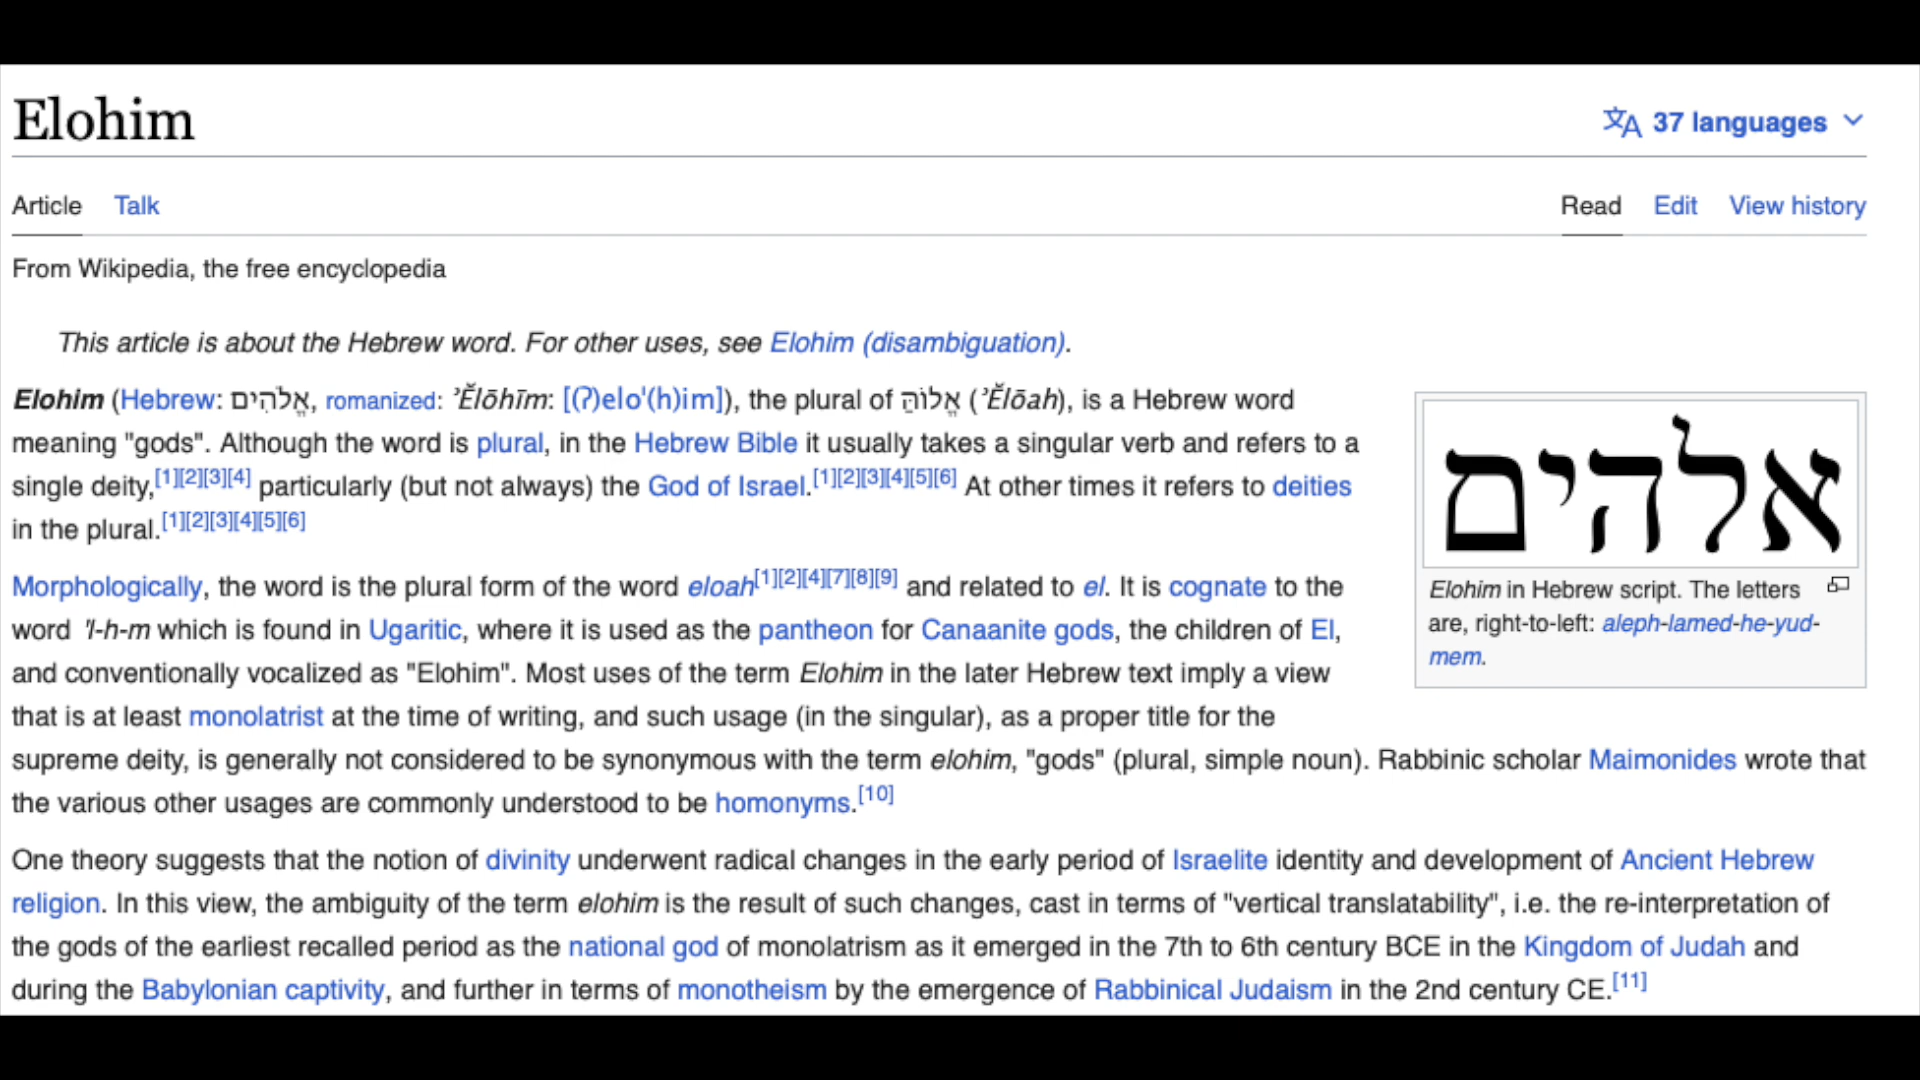 Elohim
37 languages
Article Talk Read Edit View history
From Wikipedia, the free encyclopedia
This article is about the Hebrew word. For other uses, see Elohim (disambiguation).
Elohim (Hebrew: אֱלֹהִים, romanized: ʾĔlōhīm: [(ʔ)eloˈ(h)im]), the plural of אֱלוֹהַּ (ʾĔlōah), is a Hebrew word
meaning "gods". Although the word is plural, in the Hebrew Bible it usually takes a singular verb and refers to a
single deity,[1][2][3][4] particularly (but not always) the God of Israel.[1][2][3][4][5][6] At other times it refers to deities
in the plural.[1][2][3][4][5][6]
Morphologically, the word is the plural form of the word eloah[1][2][4][7][8][9] and related to el. It is cognate to the
word 'l-h-m which is found in Ugaritic, where it is used as the pantheon for Canaanite gods, the children of El,
and conventionally vocalized as "Elohim". Most uses of the term Elohim in the later Hebrew text imply a view
that is at least monolatrist at the time of writing, and such usage (in the singular), as a proper title for the
supreme deity, is generally not considered to be synonymous with the term elohim, "gods" (plural, simple noun). Rabbinic scholar Maimonides wrote that
the various other usages are commonly understood to be homonyms.[10]
One theory suggests that the notion of divinity underwent radical changes in the early period of Israelite identity and development of Ancient Hebrew
religion. In this view, the ambiguity of the term elohim is the result of such changes, cast in terms of "vertical translatability", i.e. the re-interpretation of
the gods of the earliest recalled period as the national god of monolatrism as it emerged in the 7th to 6th century BCE in the Kingdom of Judah and
during the Babylonian captivity, and further in terms of monotheism by the emergence of Rabbinical Judaism in the 2nd century CE.[11]
אלהים
Elohim in Hebrew script. The letters
are, right-to-left: aleph-lamed-he-yud-
mem.